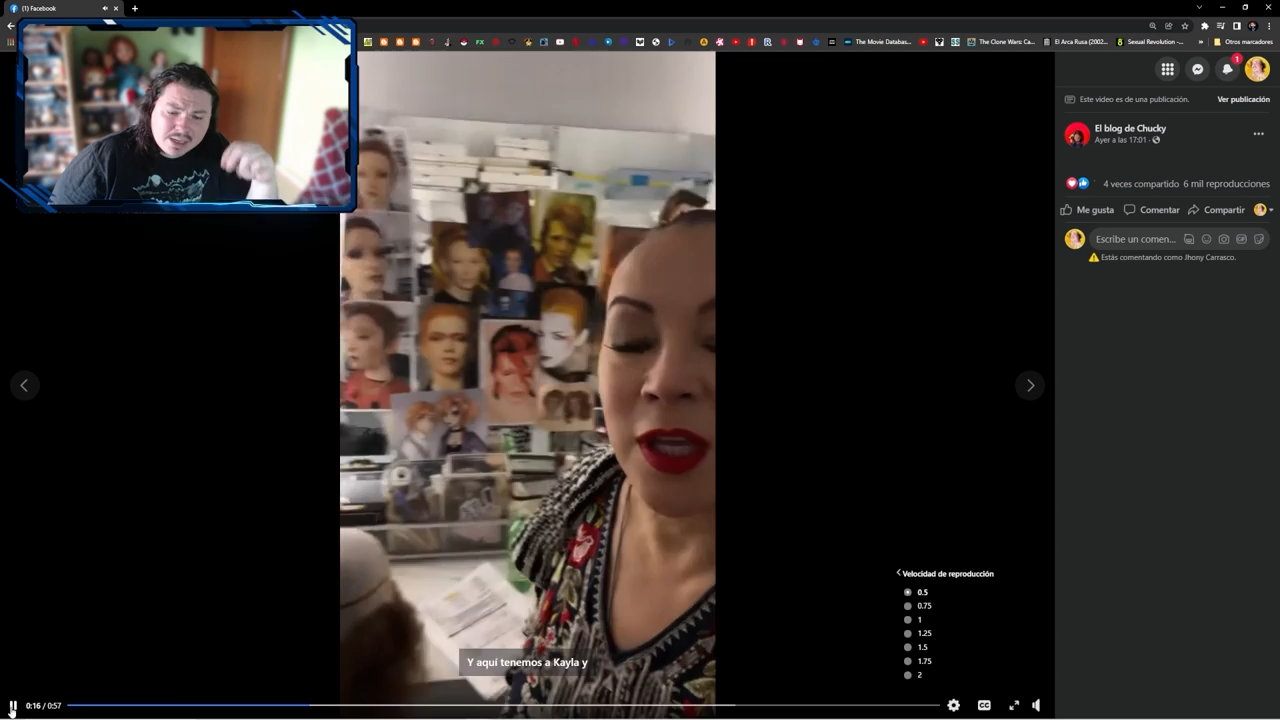 (1) Facebook
The Movie Databas...
The Clone Wars: Ca...
El Arca Rusa (2002...
Sexual Revolution -...
Otros marcadores
1
Este video es de una publicación.
Ver publicación
El blog de Chucky
Ayer a las 17:01 ·
4 veces compartido 6 mil reproducciones
Me gusta Comentar Compartir
Escribe un comen...
Estás comentando como Jhony Carrasco.
Velocidad de reproducción
0.5
0.75
1
1.25
1.5
1.75
2
Y aquí tenemos a Kayla y
0:16 / 0:57
CC